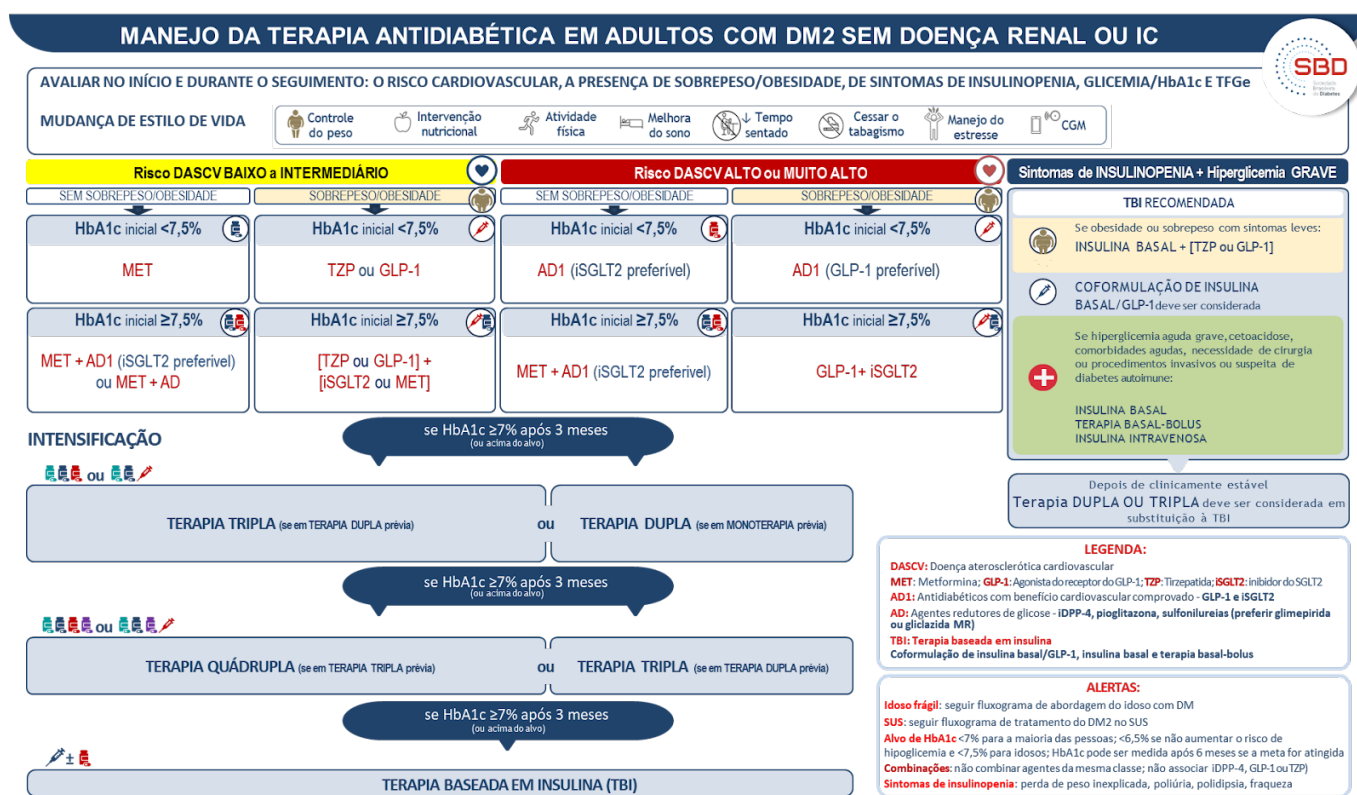 MANEJO DA TERAPIA ANTIDIABÉTICA EM ADULTOS COM DM2 SEM DOENÇA RENAL OU IC
SBD
Sociedade
Brasileira
de Diabetes
AVALIAR NO INÍCIO E DURANTE O SEGUIMENTO: O RISCO CARDIOVASCULAR, A PRESENÇA DE SOBREPESO/OBESIDADE, DE SINTOMAS DE INSULINOPENIA, GLICEMIA/HbA1c E TFGe
MUDANÇA DE ESTILO DE VIDA
Controle
do peso
Intervenção
nutricional
Atividade
física
Melhora
do sono
↓ Tempo
sentado
Cessar o
tabagismo
Manejo do
estresse
CGM
Risco DASCV BAIXO a INTERMEDIÁRIO
SEM SOBREPESO/OBESIDADE
SOBREPESO/OBESIDADE
HbA1c inicial <7,5%
MET
HbA1c inicial <7,5%
TZP ou GLP-1
HbA1c inicial ≥7,5%
MET + AD1 (iSGLT2 preferivel)
ou MET + AD
HbA1c inicial ≥7,5%
[TZP ou GLP-1] +
[iSGLT2 ou MET]
Risco DASCV ALTO ou MUITO ALTO
SEM SOBREPESO/OBESIDADE
SOBREPESO/OBESIDADE
HbA1c inicial <7,5%
AD1 (iSGLT2 preferível)
HbA1c inicial <7,5%
AD1 (GLP-1 preferível)
HbA1c inicial ≥7,5%
MET + AD1 (iSGLT2 preferivel)
HbA1c inicial ≥7,5%
GLP-1+ iSGLT2
Sintomas de INSULINOPENIA + Hiperglicemia GRAVE
TBI RECOMENDADA
Se obesidade ou sobrepeso com sintomas leves:
INSULINA BASAL + [TZP ou GLP-1]
COFORMULAÇÃO DE INSULINA
BASAL/GLP-1 deve ser considerada
Se hiperglicemia aguda grave, cetoacidose,
comorbidades agudas, necessidade de cirurgia
ou procedimentos invasivos ou suspeita de
diabetes autoimune:
INSULINA BASAL
TERAPIA BASAL-BOLUS
INSULINA INTRAVENOSA
Depois de clinicamente estável
Terapia DUPLA OU TRIPLA deve ser considerada em
substituição à TBI
INTENSIFICAÇÃO
se HbA1c ≥7% após 3 meses
(ou acima do alvo)
ou
TERAPIA TRIPLA (se em TERAPIA DUPLA prévia)
ou
TERAPIA DUPLA (se em MONOTERAPIA prévia)
se HbA1c ≥7% após 3 meses
(ou acima do alvo)
ou
TERAPIA QUÁDRUPLA (se em TERAPIA TRIPLA prévia)
ou
TERAPIA TRIPLA (se em TERAPIA DUPLA prévia)
se HbA1c ≥7% após 3 meses
(ou acima do alvo)
±
TERAPIA BASEADA EM INSULINA (TBI)
LEGENDA:
DASCV: Doença aterosclerótica cardiovascular
MET: Metformina; GLP-1: Agonista do receptor do GLP-1; TZP: Tirzepatida; iSGLT2: inibidor do SGLT2
AD1: Antidiabéticos com benefício cardiovascular comprovado - GLP-1 e iSGLT2
AD: Agentes redutores de glicose - iDPP-4, pioglitazona, sulfonilureias (preferir glimepirida
ou gliclazida MR)
TBI: Terapia baseada em insulina
Coformulação de insulina basal/GLP-1, insulina basal e terapia basal-bolus
ALERTAS:
Idoso frágil: seguir fluxograma de abordagem do idoso com DM
SUS: seguir fluxograma de tratamento do DM2 no SUS
Alvo de HbA1c <7% para a maioria das pessoas; <6,5% se não aumentar o risco de
hipoglicemia e <7,5% para idosos; HbA1c pode ser medida após 6 meses se a meta for atingida
Combinações: não combinar agentes da mesma classe; não associar iDPP-4, GLP-1 ou TZP)
Sintomas de insulinopenia: perda de peso inexplicada, poliúria, polidipsia, fraqueza